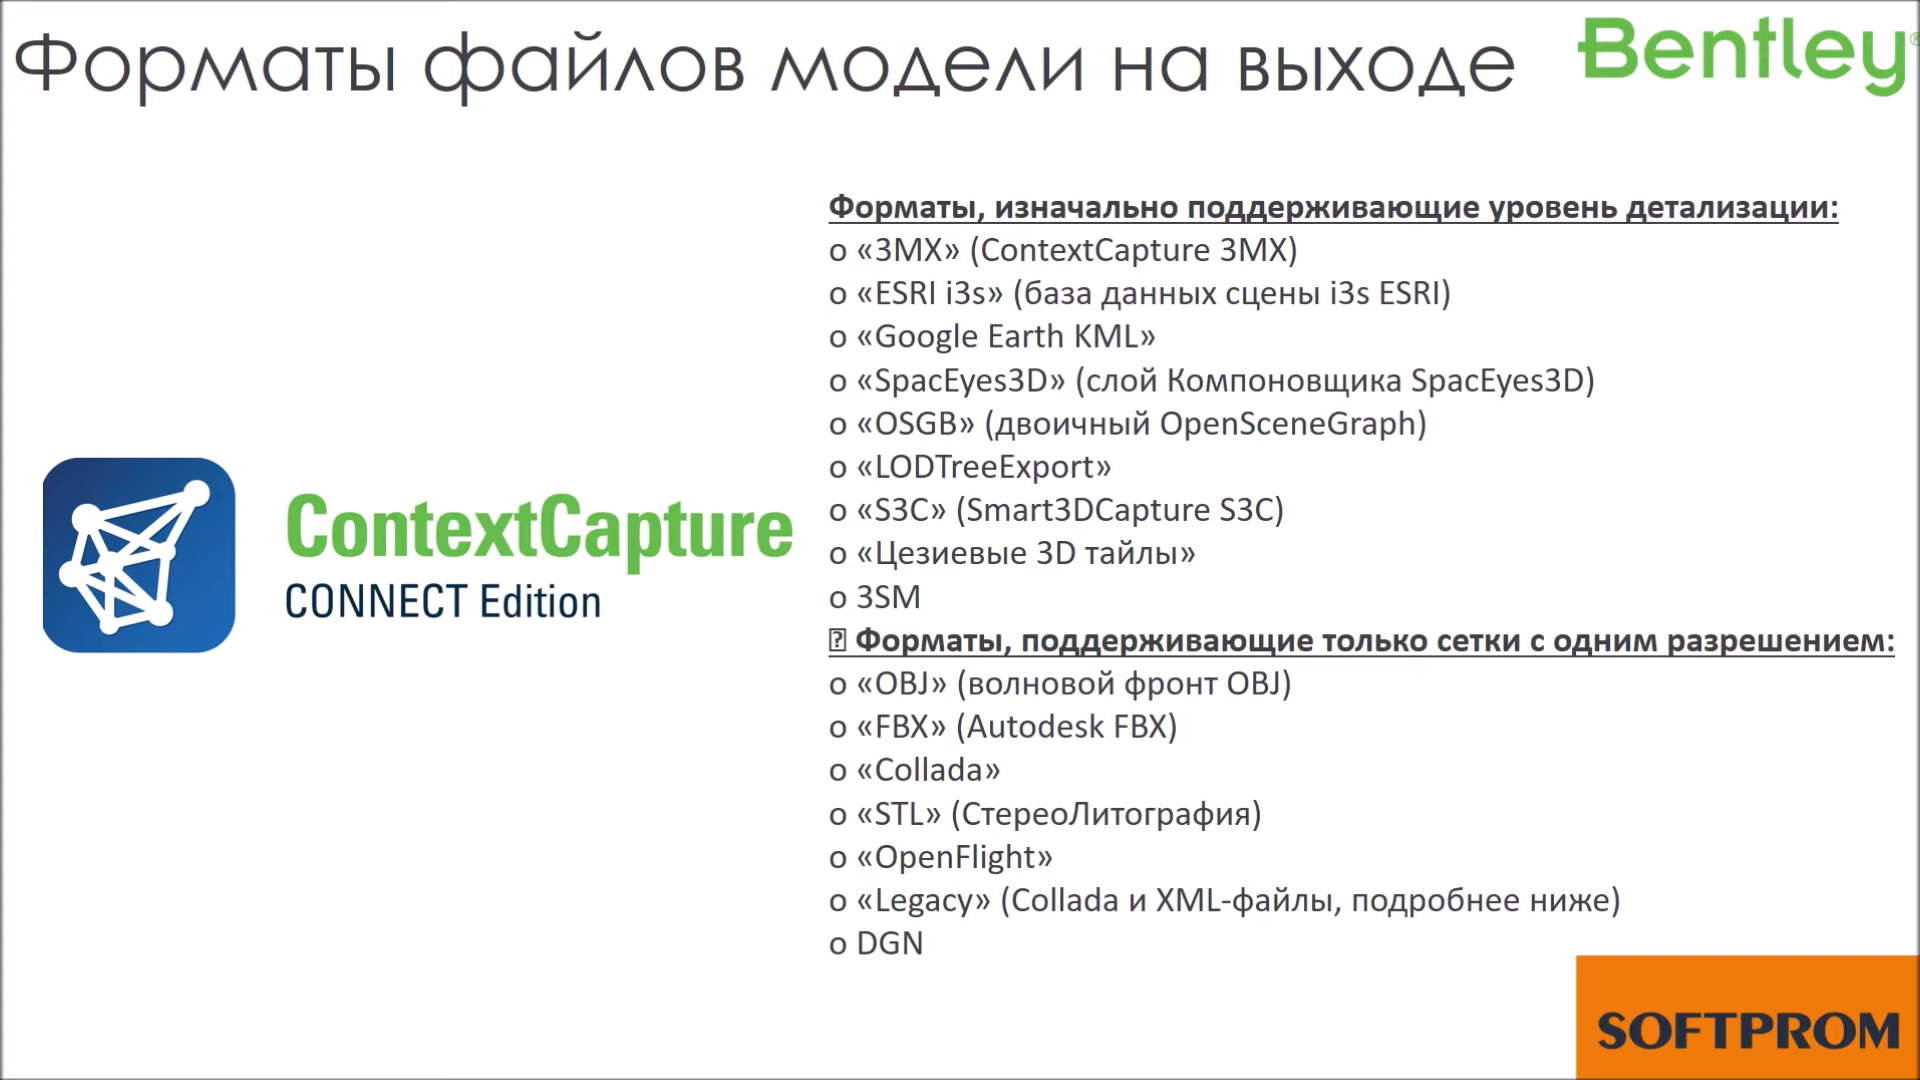 Форматы файлов модели на выходе
Bentley®
Форматы, изначально поддерживающие уровень детализации:
o «3MX» (ContextCapture 3MX)
o «ESRI i3s» (база данных сцены i3s ESRI)
o «Google Earth KML»
o «SpacEyes3D» (слой Компоновщика SpacEyes3D)
o «OSGB» (двоичный OpenSceneGraph)
o «LODTreeExport»
o «S3C» (Smart3DCapture S3C)
o «Цезиевые 3D тайлы»
o 3SM
Форматы, поддерживающие только сетки с одним разрешением:
o «OBJ» (волновой фронт OBJ)
o «FBX» (Autodesk FBX)
o «Collada»
o «STL» (СтереоЛитография)
o «OpenFlight»
o «Legacy» (Collada и XML-файлы, подробнее ниже)
o DGN
ContextCapture
CONNECT Edition
SOFTPROM